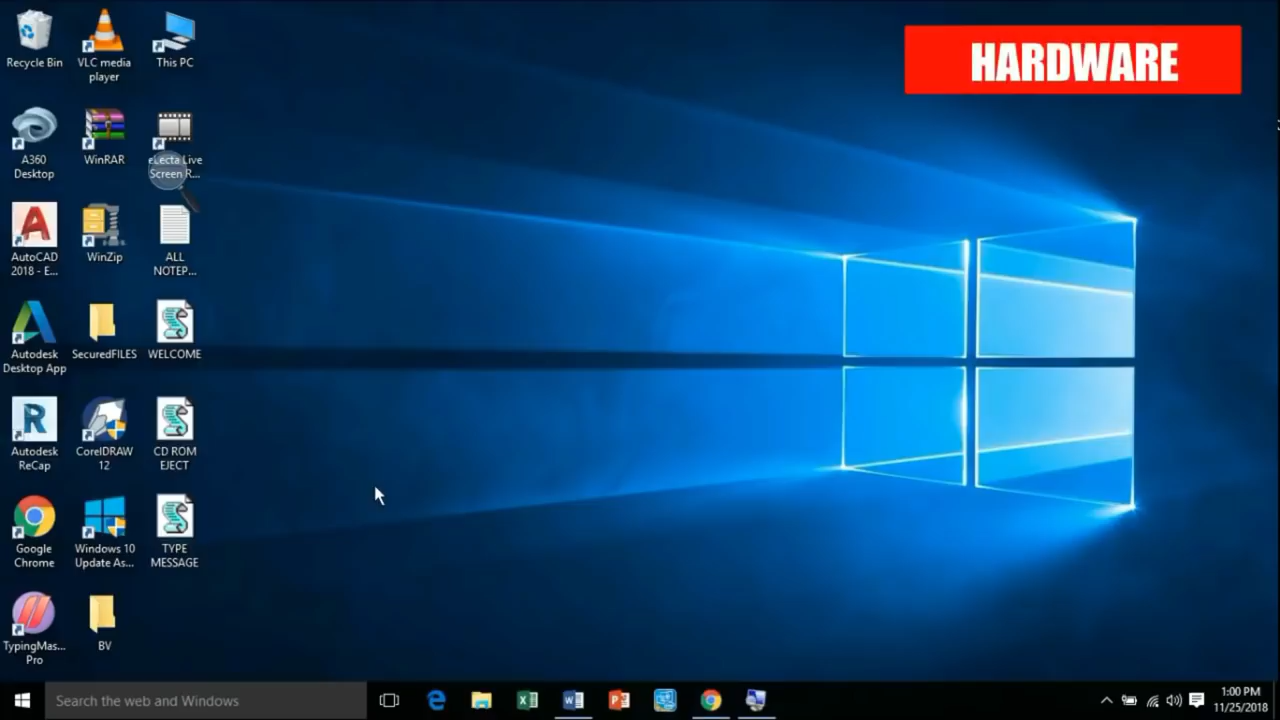 HARDWARE
Recycle Bin
VLC media
player
This PC
A360
Desktop
WinRAR
eLecta Live
Screen R...
AutoCAD
2018 - E...
WinZip
ALL
NOTEP...
Autodesk
Desktop App
SecuredFILES
WELCOME
Autodesk
ReCap
CorelDRAW
12
CD ROM
EJECT
Google
Chrome
Windows 10
Update As...
TYPE
MESSAGE
TypingMas...
Pro
BV
Search the web and Windows
1:00 PM
11/25/2018